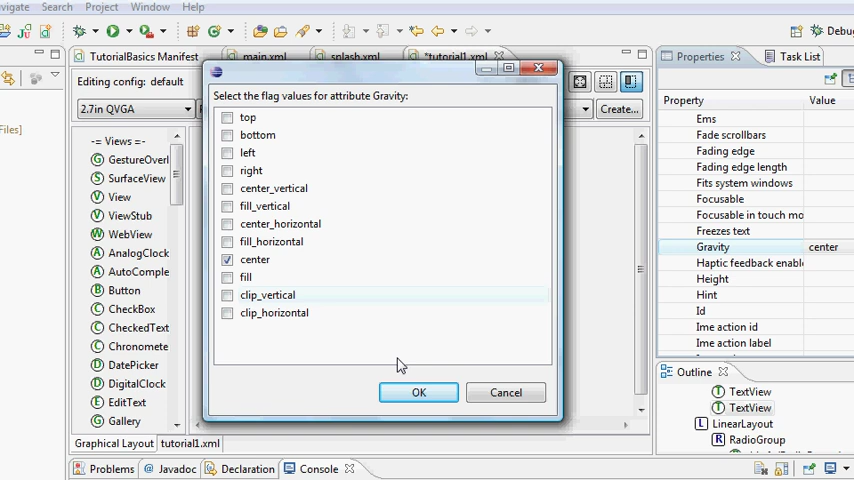 Navigate Search Project Window Help
Debug
TutorialBasics Manifest main.xml splash.xml *tutorial1.xml
Properties Task List
Editing config: default
Select the flag values for attribute Gravity:
2.7in QVGA
Create...
Property Value
Files]
-= Views =-
GestureOverl
SurfaceView
View
ViewStub
WebView
AnalogClock
AutoComple
Button
CheckBox
CheckedText
Chronomete
DatePicker
DigitalClock
EditText
Gallery
top
bottom
left
right
center_vertical
fill_vertical
center_horizontal
fill_horizontal
center
fill
clip_vertical
clip_horizontal
OK Cancel
Ems
Fade scrollbars
Fading edge
Fading edge length
Fits system windows
Focusable
Focusable in touch mo
Freezes text
Gravity center
Haptic feedback enable
Height
Hint
Id
Ime action id
Ime action label
Outline
TextView
TextView
LinearLayout
RadioGroup
Graphical Layout tutorial1.xml
Problems Javadoc Declaration Console